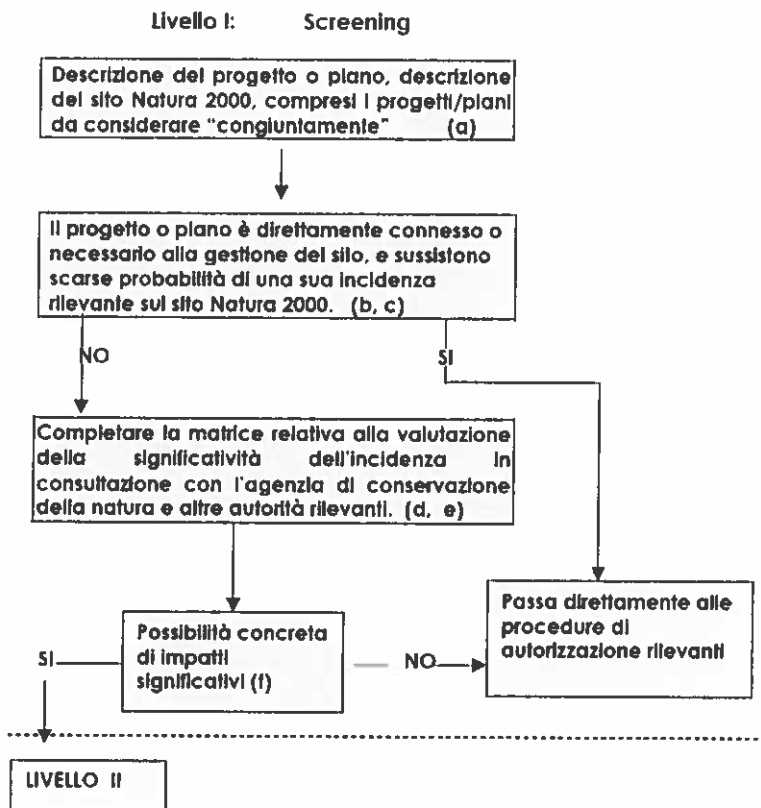 Livello I: Screening
Descrizione del progetto o piano, descrizione
del sito Natura 2000, compresi i progetti/piani
da considerare "congiuntamente" (a)
Il progetto o piano è direttamente connesso o
necessario alla gestione del silo, e sussistono
scarse probabilità di una sua incidenza
rilevante sul sito Natura 2000. (b, c)
NO
SI
Completare la matrice relativa alla valutazione
della significatività dell'incidenza in
consultazione con l'agenzia di conservazione
della natura e altre autorità rilevanti. (d, e)
Possibilità concreta
di impatti
significativi (f)
SI
NO
Passa direttamente alle
procedure di
autorizzazione rilevanti
LIVELLO II